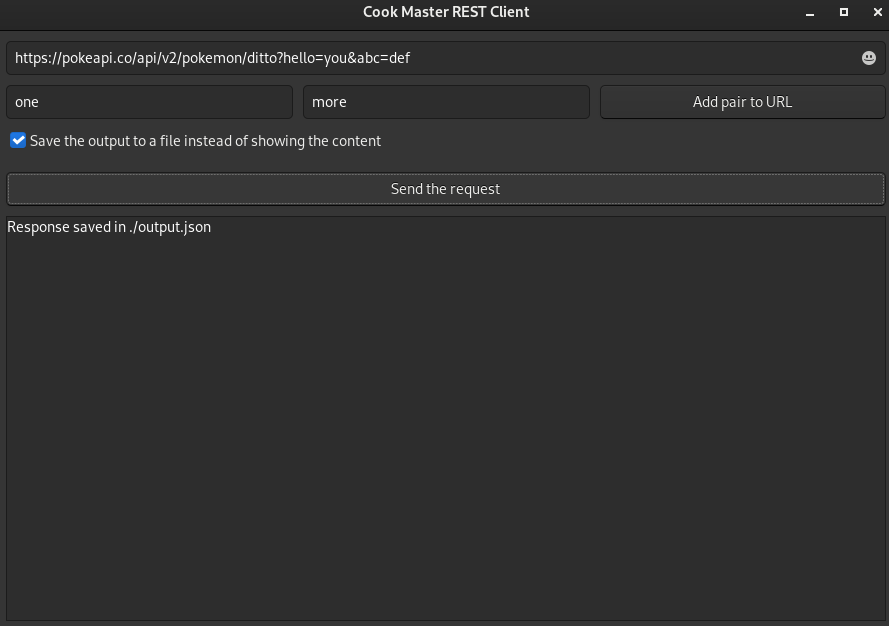 Cook Master REST Client
https://pokeapi.co/api/v2/pokemon/ditto?hello=you&abc=def
one more Add pair to URL
Save the output to a file instead of showing the content
Send the request
Response saved in ./output.json